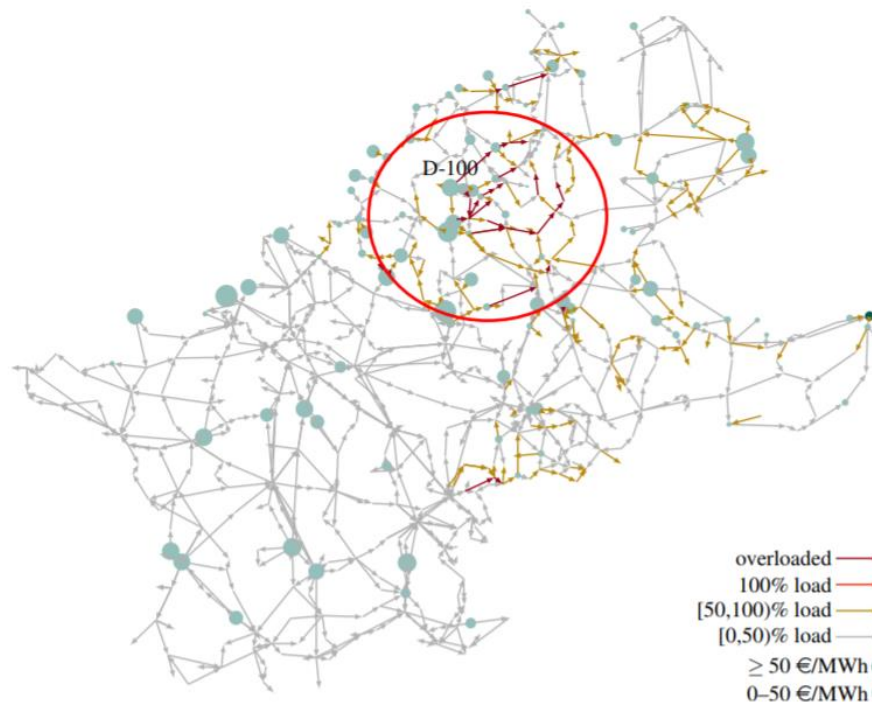 D-100
overloaded
100% load
[50,100)% load
[0,50)% load
≥ 50 €/MWh
0–50 €/MWh